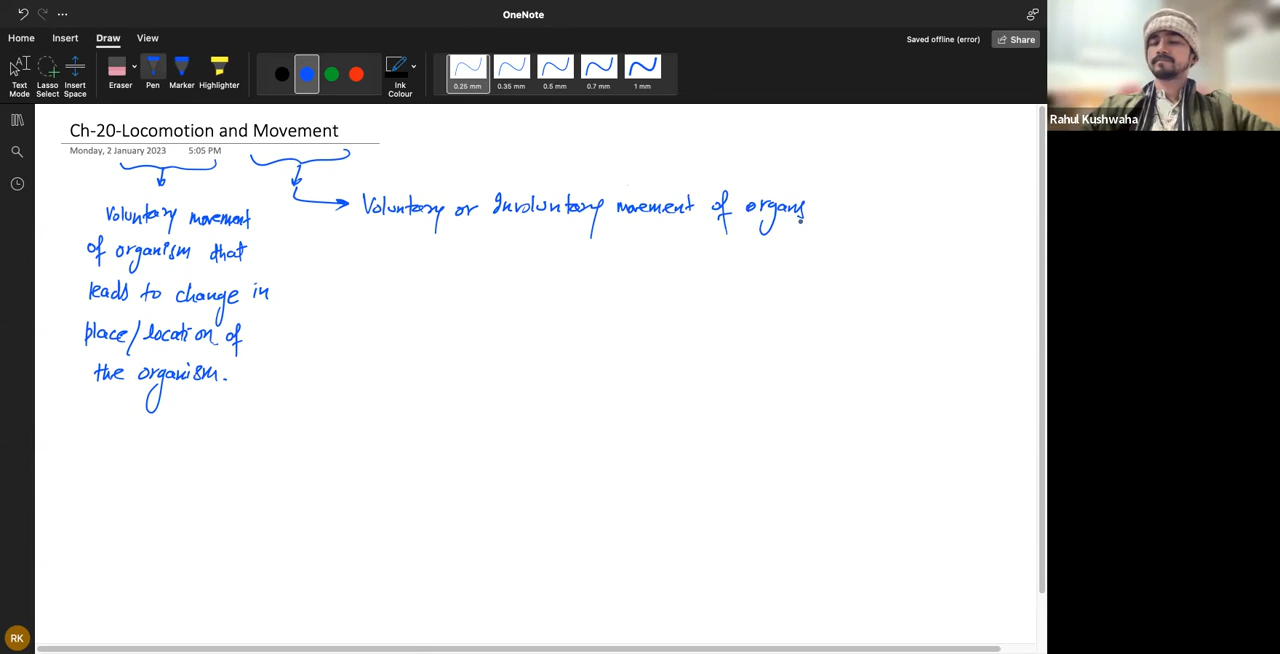 OneNote
Home Insert Draw View
Saved offline (error) Share
Text Mode
Lasso Select
Insert Space
Eraser
Pen
Marker
Highlighter
Ink Colour
0.25 mm 0.35 mm 0.5 mm 0.7 mm 1 mm
Rahul Kushwaha
Ch-20-Locomotion and Movement
Monday, 2 January 2023 5:05 PM
Voluntary or Involuntary movement of organs
Voluntary movement
of organism that
leads to change in
place/location of
the organism.
RK